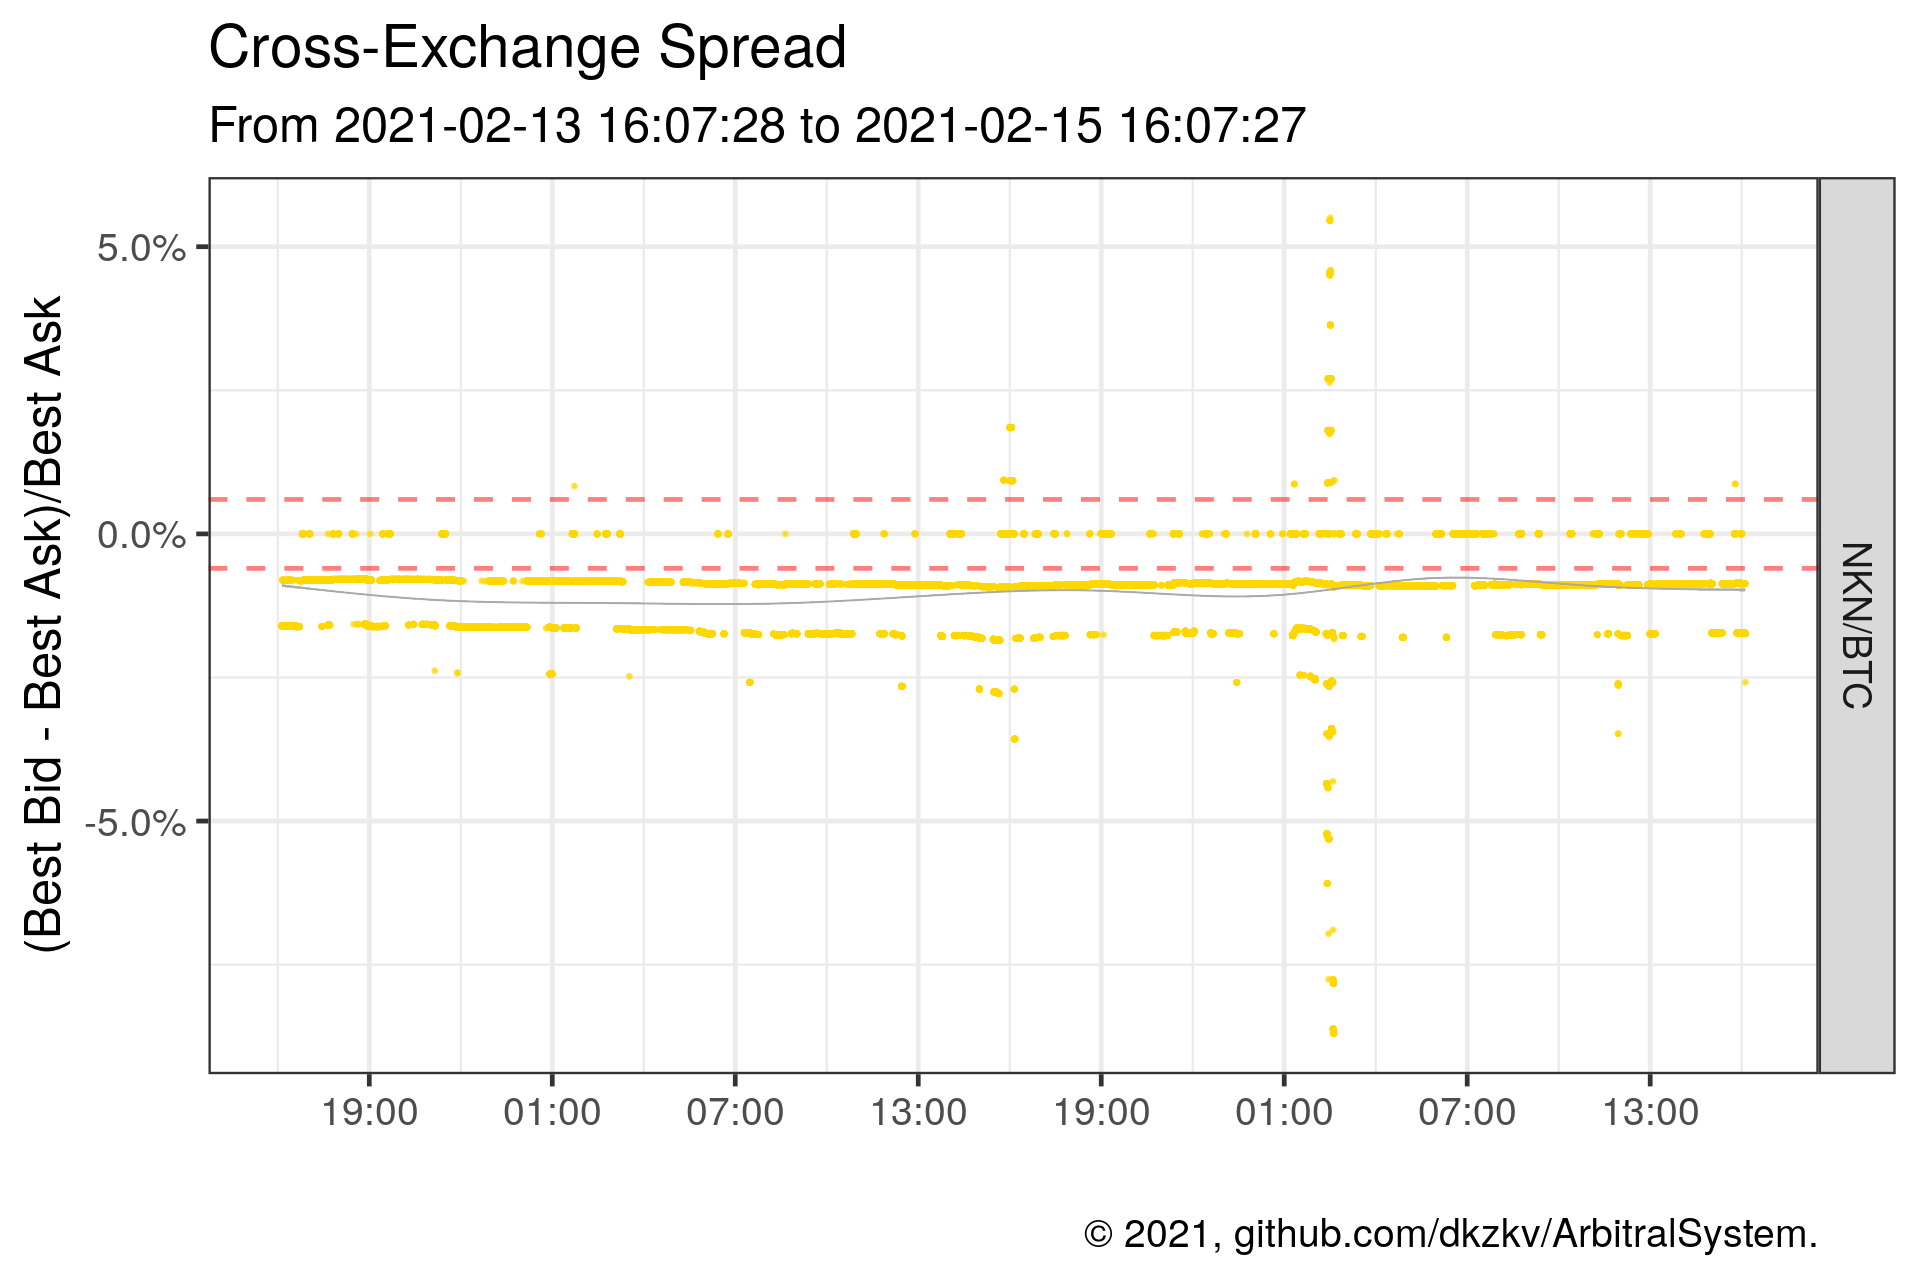 Cross-Exchange Spread
From 2021-02-13 16:07:28 to 2021-02-15 16:07:27
(Best Bid - Best Ask)/Best Ask
5.0%
0.0%
-5.0%
NKN/BTC
19:00 01:00 07:00 13:00 19:00 01:00 07:00 13:00
© 2021, github.com/dkzkv/ArbitralSystem.